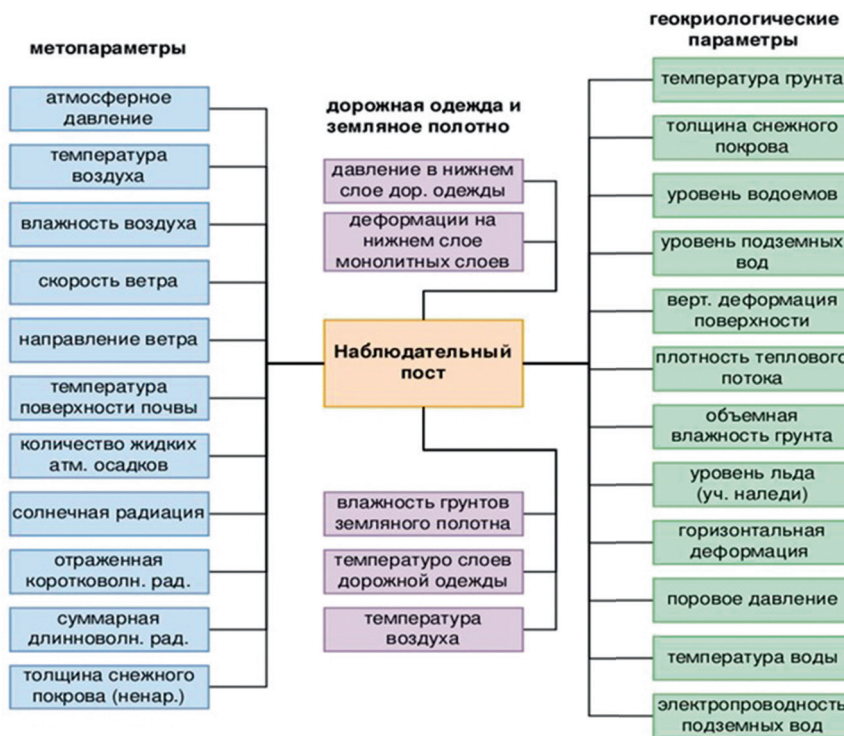 метопараметры
атмосферное
давление
температура
воздуха
влажность воздуха
скорость ветра
направление ветра
температура
поверхности почвы
количество жидких
атм. осадков
солнечная радиация
отраженная
коротковолн. рад.
суммарная
длинноволн. рад.
толщина снежного
покрова (ненар.)
дорожная одежда и
земляное полотно
давление в нижнем
слое дор. одежды
деформации на
нижнем слое
монолитных слоев
Наблюдательный
пост
влажность грунтов
земляного полотна
температуро слоев
дорожной одежды
температура
воздуха
геокриологические
параметры
температура грунта
толщина снежного
покрова
уровень водоемов
уровень подземных
вод
верт. деформация
поверхности
плотность теплового
потока
объемная
влажность грунта
уровень льда
(уч. наледи)
горизонтальная
деформация
поровое давление
температура воды
электропроводность
подземных вод